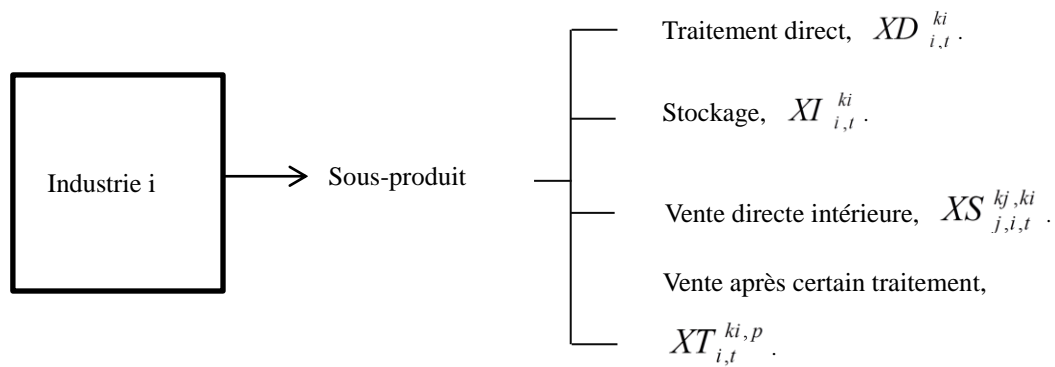 Industrie i
Sous-produit
Traitement direct, $XD^{ki}_{i,t}$.
Stockage, $XI^{ki}_{i,t}$.
Vente directe intérieure, $XS^{kj,ki}_{j,i,t}$.
Vente après certain traitement,
$XT^{ki,p}_{i,t}$.